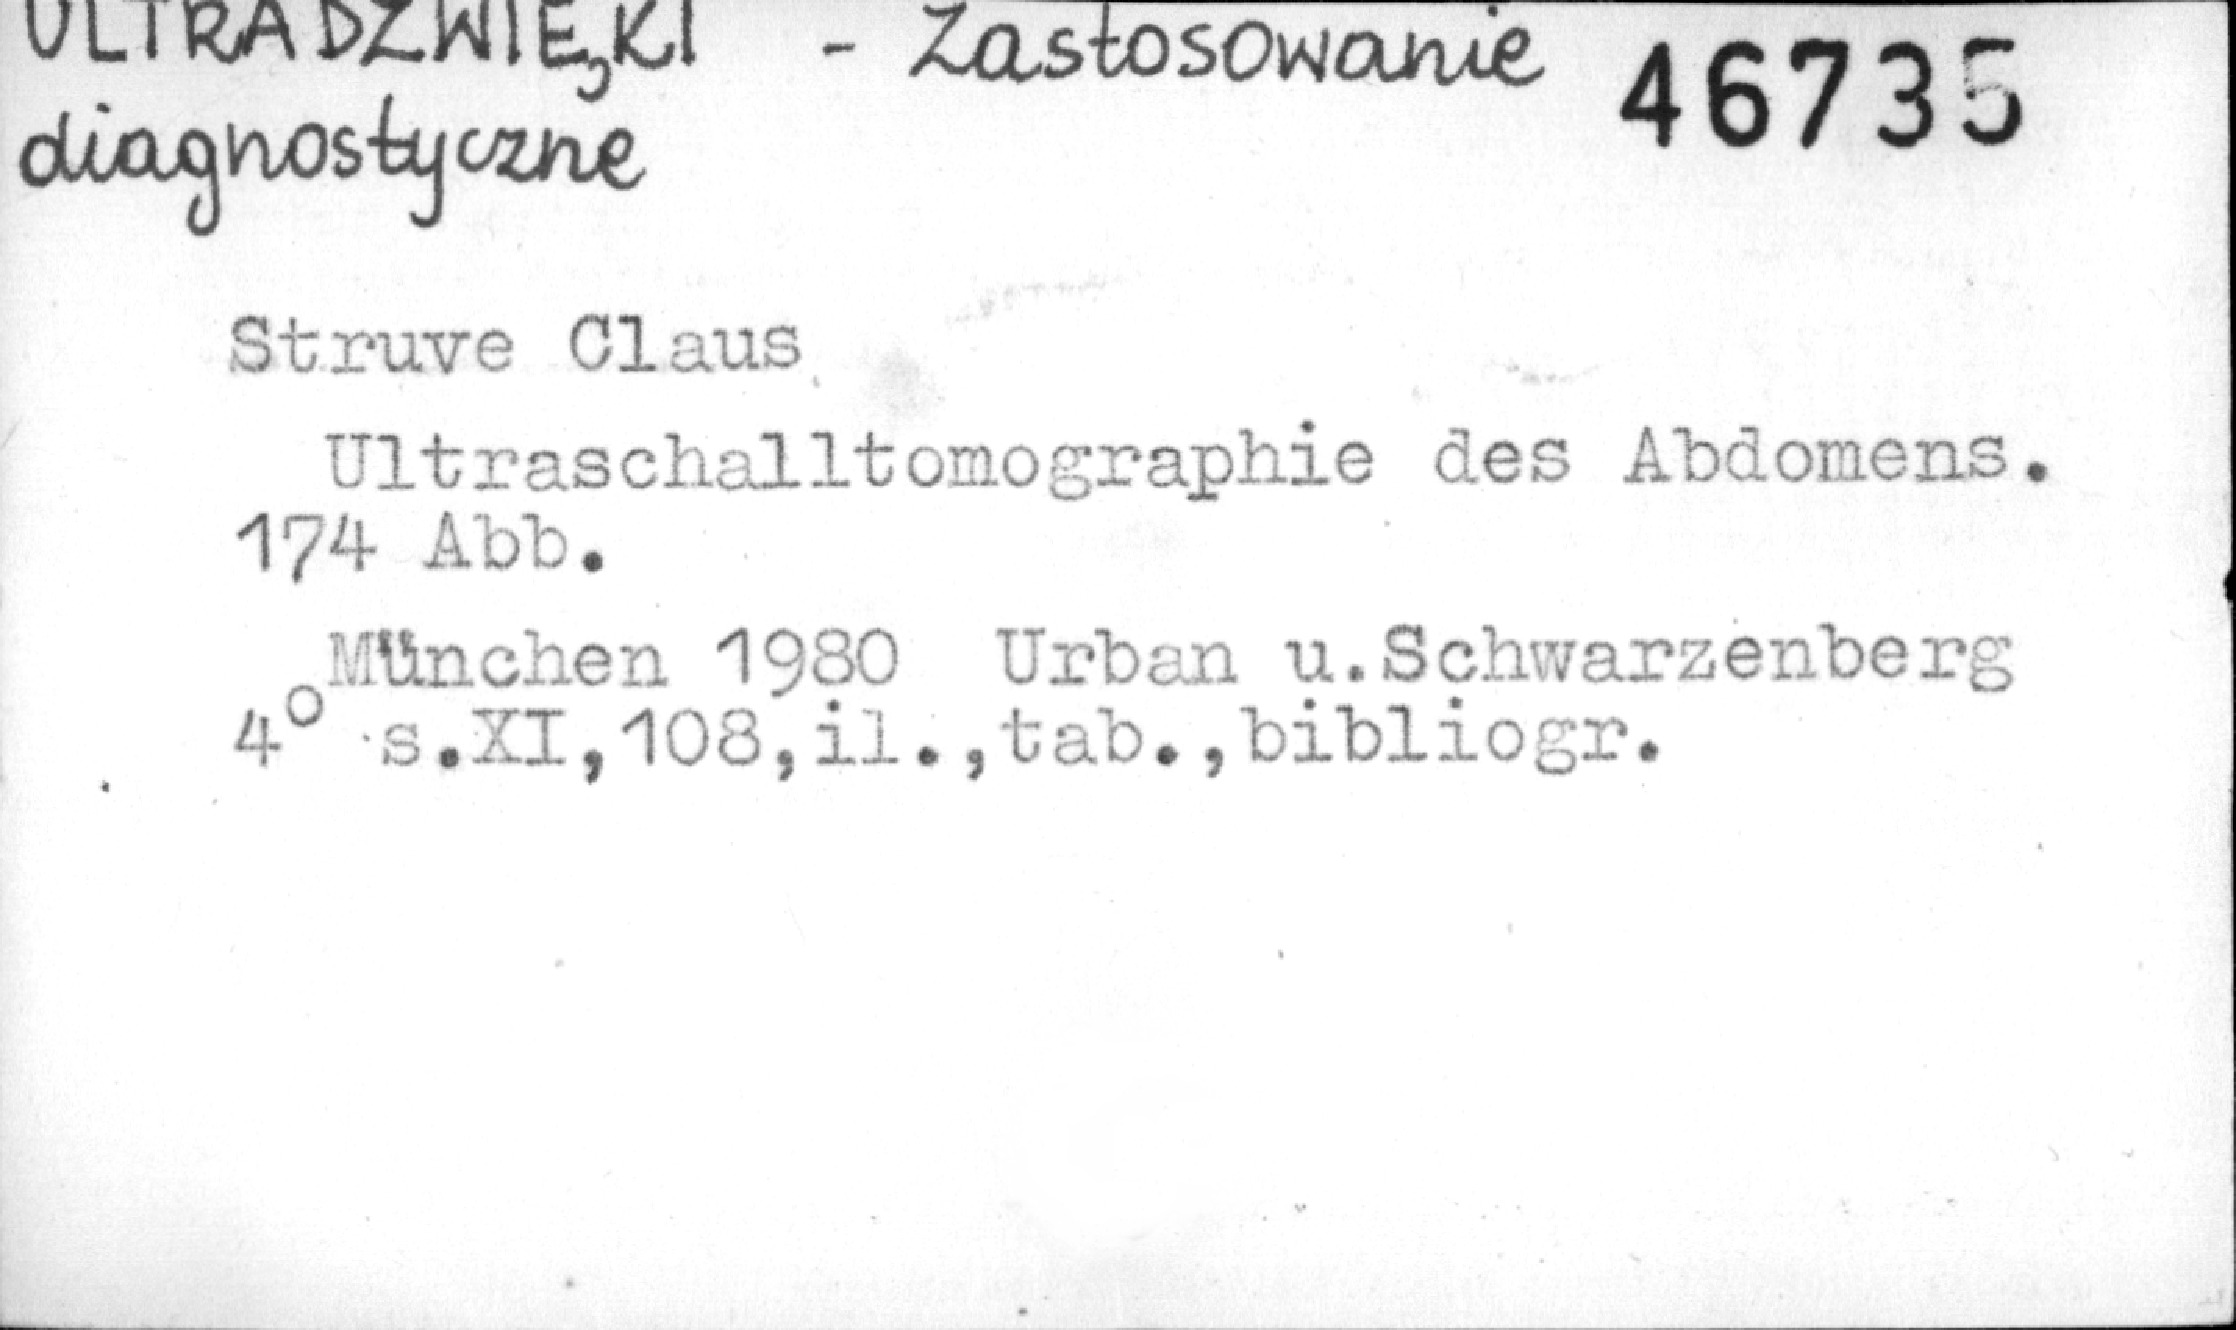 ULTRADŹWIĘKI - Zastosowanie 46735
diagnostyczne
Struve Claus
Ultraschalltomographie des Abdomens.
174 Abb.
München 1980 Urban u.Schwarzenberg
4° s.XI,108,il.,tab.,bibliogr.